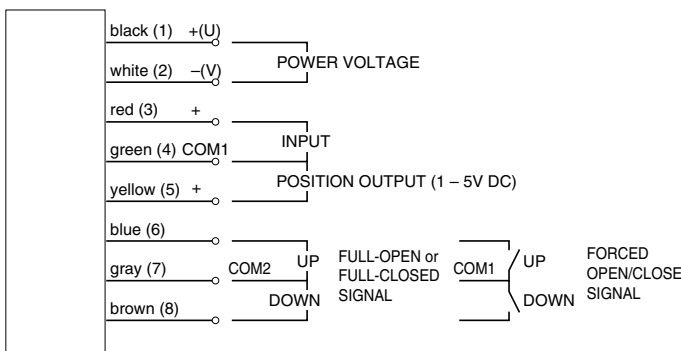 black (1) +(U)
POWER VOLTAGE
white (2) –(V)
red (3) +
INPUT
green (4) COM1
POSITION OUTPUT (1 – 5V DC)
yellow (5) +
blue (6)
gray (7) COM2
brown (8)
UP
DOWN
FULL-OPEN or
FULL-CLOSED
SIGNAL
COM1
UP
DOWN
FORCED
OPEN/CLOSE
SIGNAL